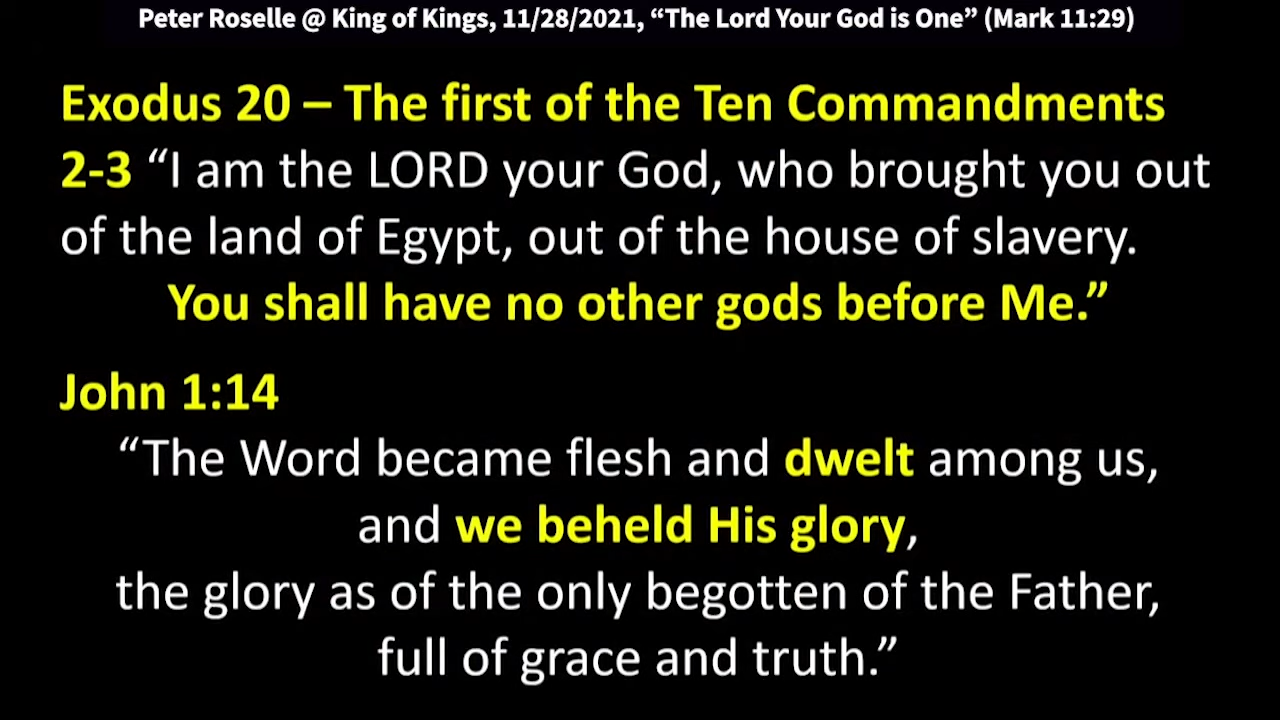 Peter Roselle @ King of Kings, 11/28/2021, “The Lord Your God is One” (Mark 11:29)
Exodus 20 – The first of the Ten Commandments
2-3 “I am the LORD your God, who brought you out
of the land of Egypt, out of the house of slavery.
You shall have no other gods before Me.”
John 1:14
“The Word became flesh and dwelt among us,
and we beheld His glory,
the glory as of the only begotten of the Father,
full of grace and truth.”